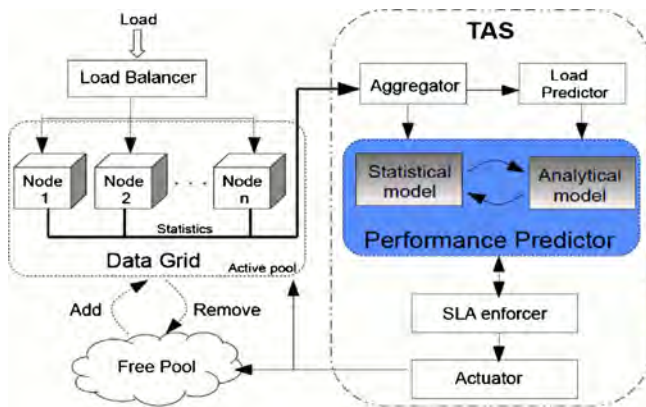 Load
Load Balancer
Node
1
Node
2
. . .
Node
n
Statistics
Data Grid
Active pool
Add
Remove
Free Pool
TAS
Aggregator
Load
Predictor
Statistical
model
Analytical
model
Performance Predictor
SLA enforcer
Actuator